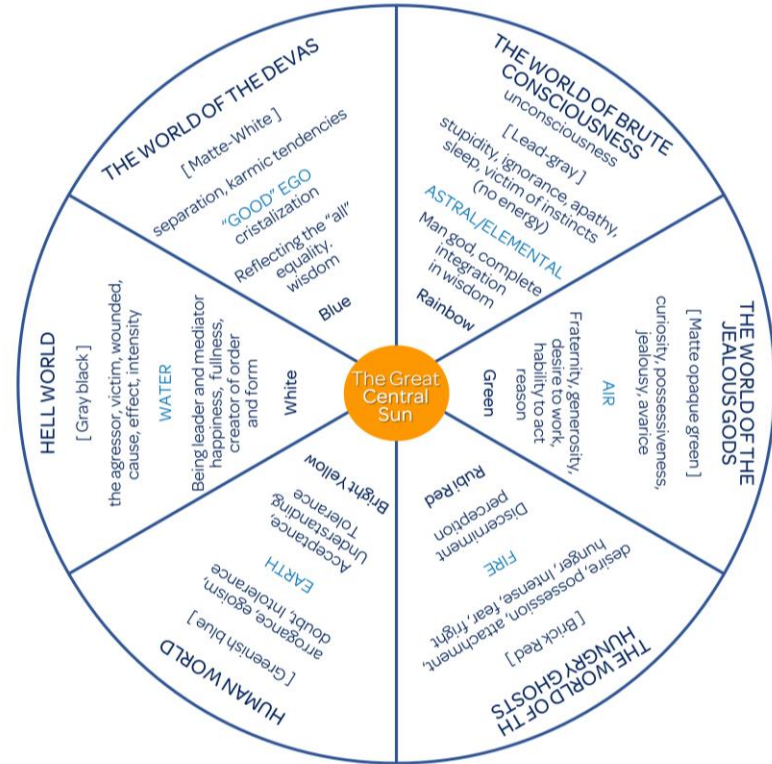 THE WORLD OF THE DEVAS
[ Matte-White ]
separation, karmic tendencies
"GOOD" EGO
cristalization
Reflecting the "all"
equality.
wisdom
Blue
THE WORLD OF BRUTE
CONSCIOUSNESS
unconsciousness
[ Lead-gray ]
stupidity, ignorance, apathy,
sleep, victim of instincts
(no energy)
ASTRAL/ELEMENTAL
Man god, complete
integration
in wisdom
Rainbow
THE WORLD OF THE
JEALOUS GODS
[ Matte opaque green ]
curiosity, possessiveness,
jealousy, avarice
AIR
Fraternity, generosity,
desire to work,
hability to act
reason
Green
THE WORLD OF TH
HUNGRY GHOSTS
[ Brick Red ]
desire, possession, attachment,
hunger, Intense, fear, fright
FIRE
Discerniment
perception
Rubi Red
HUMAN WORLD
[ Greenish blue ]
arrogance, egoism,
doubt, Intolerance
EARTH
Acceptance,
Understanding
Tolerance
Bright Yellow
HELL WORLD
[ Gray black ]
the agressor, victim, wounded,
cause, effect, intensity
WATER
Being leader and mediator
happiness, fullness,
creator of order
and form
White
The Great
Central
Sun